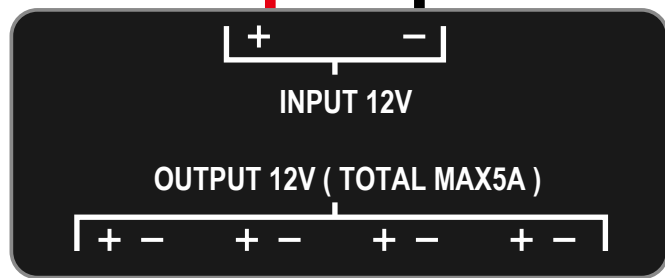 + −
INPUT 12V
OUTPUT 12V ( TOTAL MAX5A )
+ − + − + − + −